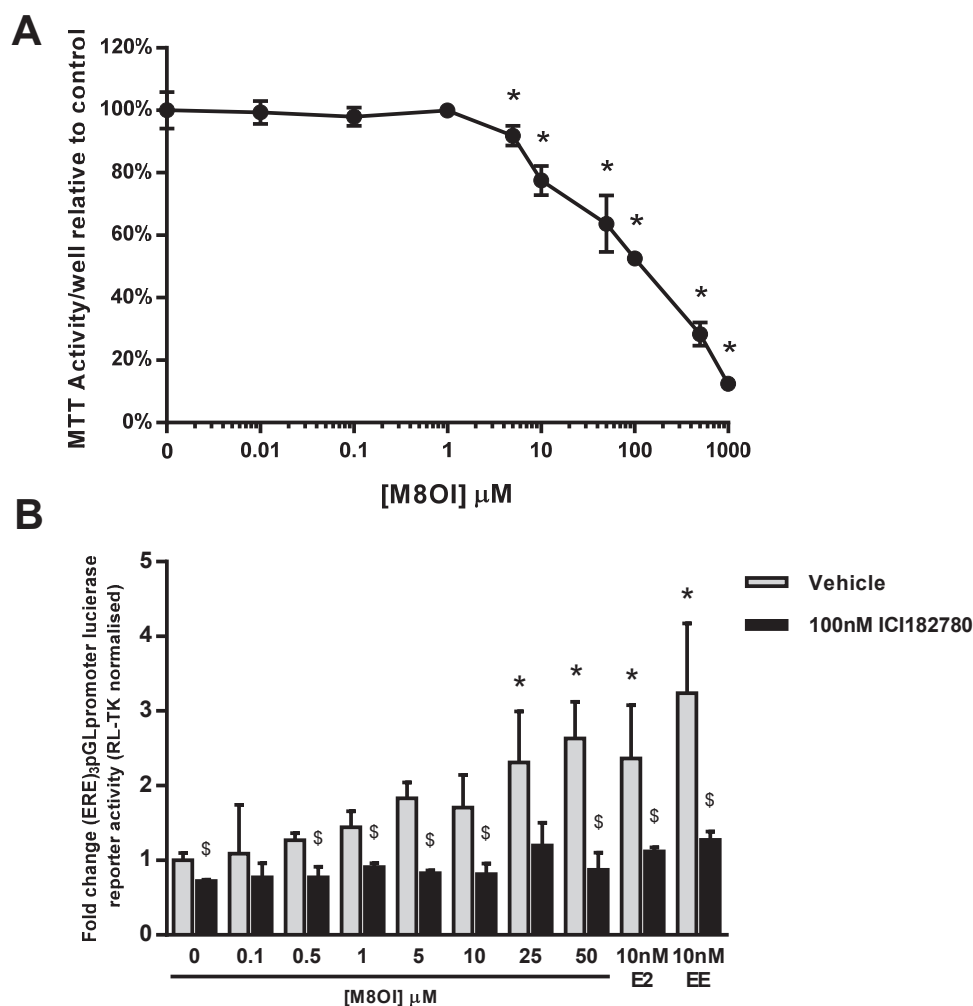 A
120%
100%
80%
60%
40%
20%
0%
MTT Activity/well relative to control
* * * * * *
0 0.01 0.1 1 10 100 1000
[M8OI] μM
B
Fold change (ERE)3pGLpromoter lucierase
reporter activity (RL-TK normalised)
5
4
3
2
1
0
* * * *
$ $ $ $ $ $ $ $
Vehicle
100nM ICI182780
0 0.1 0.5 1 5 10 25 50 10nM 10nM
E2 EE
[M8OI] μM